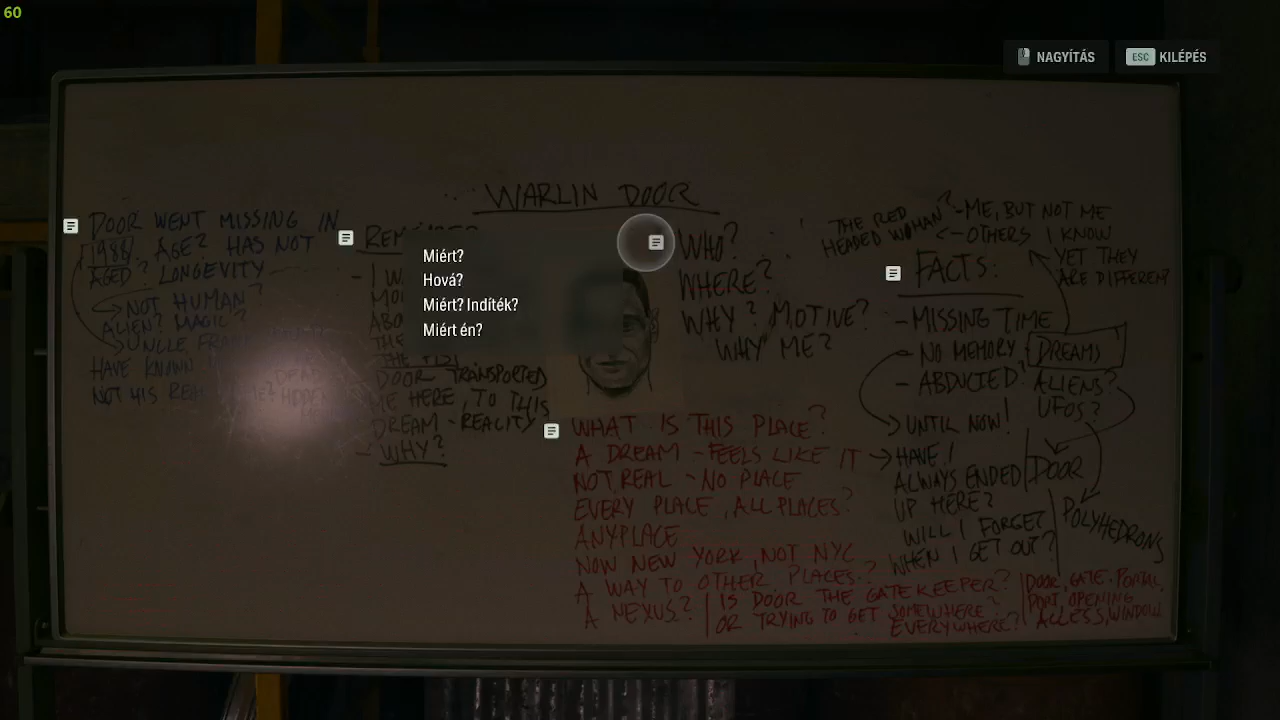 60
NAGYÍTÁS
ESC KILÉPÉS
WARLIN DOOR
DOOR WENT MISSING IN
1988. AGE? HAS NOT
AGED? LONGEVITY
NOT HUMAN?
ALIEN? MAGIC?
UNCLE
HAVE KNOWN
NOT HIS
DOOR TRANSPORTED
ME HERE, TO THIS
DREAM-REALITY
- WHY?
Miért?
Hová?
Miért? Indíték?
Miért én?
WHO?
WHERE?
WHY? MOTIVE?
WHY ME?
WHAT IS THIS PLACE?
A DREAM - FEELS LIKE IT
NOT REAL - NO PLACE
EVERY PLACE, ALL PLACES?
ANYPLACE
NOW NEW YORK, NOT NYC
A WAY TO OTHER PLACES?
A NEXUS?
IS DOOR THE GATEKEEPER?
OR TRYING TO GET SOMEWHERE?
EVERYWHERE?
THE RED
HEADED WOMAN?
- ME, BUT NOT ME
- OTHERS I KNOW
YET THEY
ARE DIFFERENT
FACTS:
- MISSING TIME
- NO MEMORY
- ABDUCTED?
UNTIL NOW!
DREAMS
ALIENS?
UFOS?
DOOR
POLYHEDRONS
HAVE I
ALWAYS ENDED
UP HERE?
WILL I FORGET
WHEN I GET OUT?
DOOR, GATE, PORTAL,
PORT, OPENING
ACCESS, WINDOW